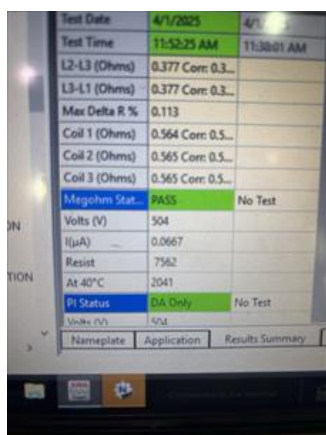 Test Date 4/1/2025 4/1
Test Time 11:52:25 AM 11:38:01 AM
L2-L3 (Ohms) 0.377 Corr: 0.3...
L3-L1 (Ohms) 0.377 Corr: 0.3...
Max Delta R % 0.113
Coil 1 (Ohms) 0.564 Corr: 0.5...
Coil 2 (Ohms) 0.565 Corr: 0.5...
Coil 3 (Ohms) 0.565 Corr: 0.5...
Megohm Stat... PASS No Test
ON Volts (V) 504
I(µA) 0.0667
Resist 7562
TION At 40°C 2041
PI Status DA Only No Test
Volts (V) 504
Nameplate Application Results Summary